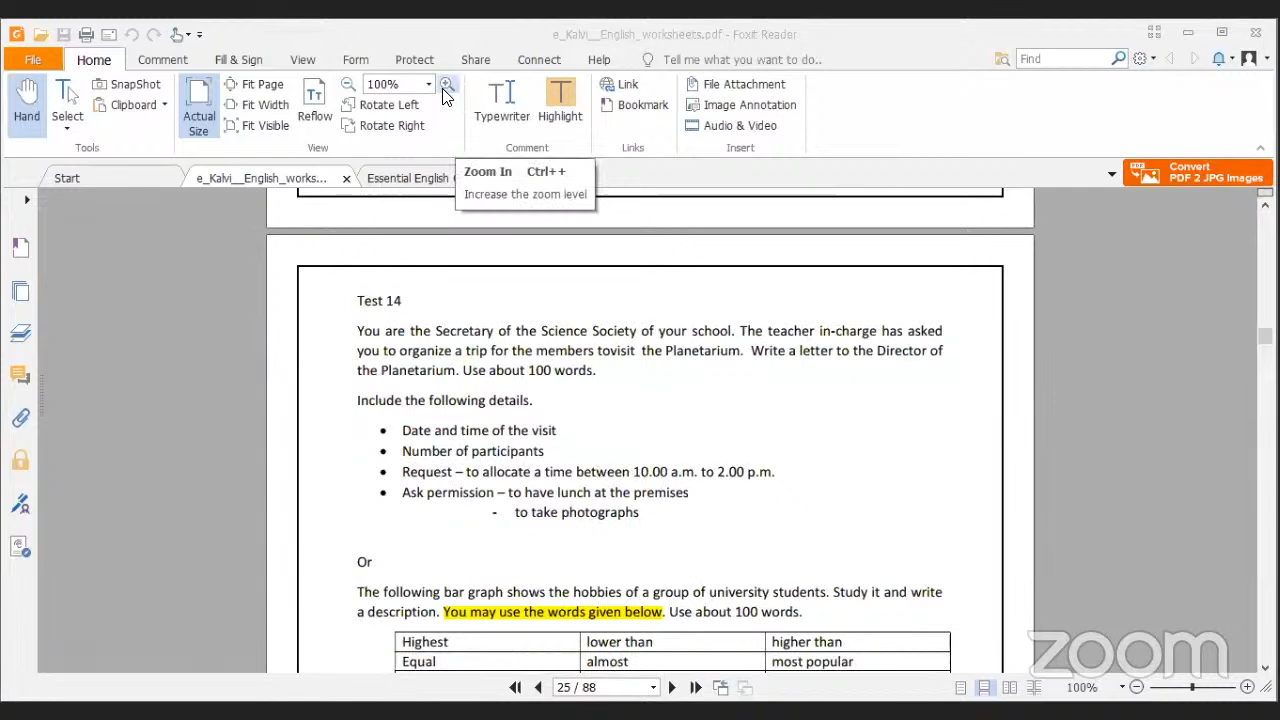 e_Kalvi__English_worksheets.pdf - Foxit Reader
File Home Comment Fill & Sign View Form Protect Share Connect Help Tell me what you want to do.. Find
Hand
Select
SnapShot
Clipboard
Tools
Actual Size
Fit Page
Fit Width
Fit Visible
Reflow
100%
Rotate Left
Rotate Right
View
Typewriter
Highlight
Comment
Link
Bookmark
Links
File Attachment
Image Annotation
Audio & Video
Insert
Start
e_Kalvi__English_works...
Essential English
Convert
PDF 2 JPG Images
Zoom In Ctrl++
Increase the zoom level
Test 14
You are the Secretary of the Science Society of your school. The teacher in-charge has asked
you to organize a trip for the members tovisit the Planetarium. Write a letter to the Director of
the Planetarium. Use about 100 words.
Include the following details.
• Date and time of the visit
• Number of participants
• Request – to allocate a time between 10.00 a.m. to 2.00 p.m.
• Ask permission – to have lunch at the premises
- to take photographs
Or
The following bar graph shows the hobbies of a group of university students. Study it and write
a description. You may use the words given below. Use about 100 words.
Highest lower than higher than
Equal almost most popular
zoom
25 / 88
100%